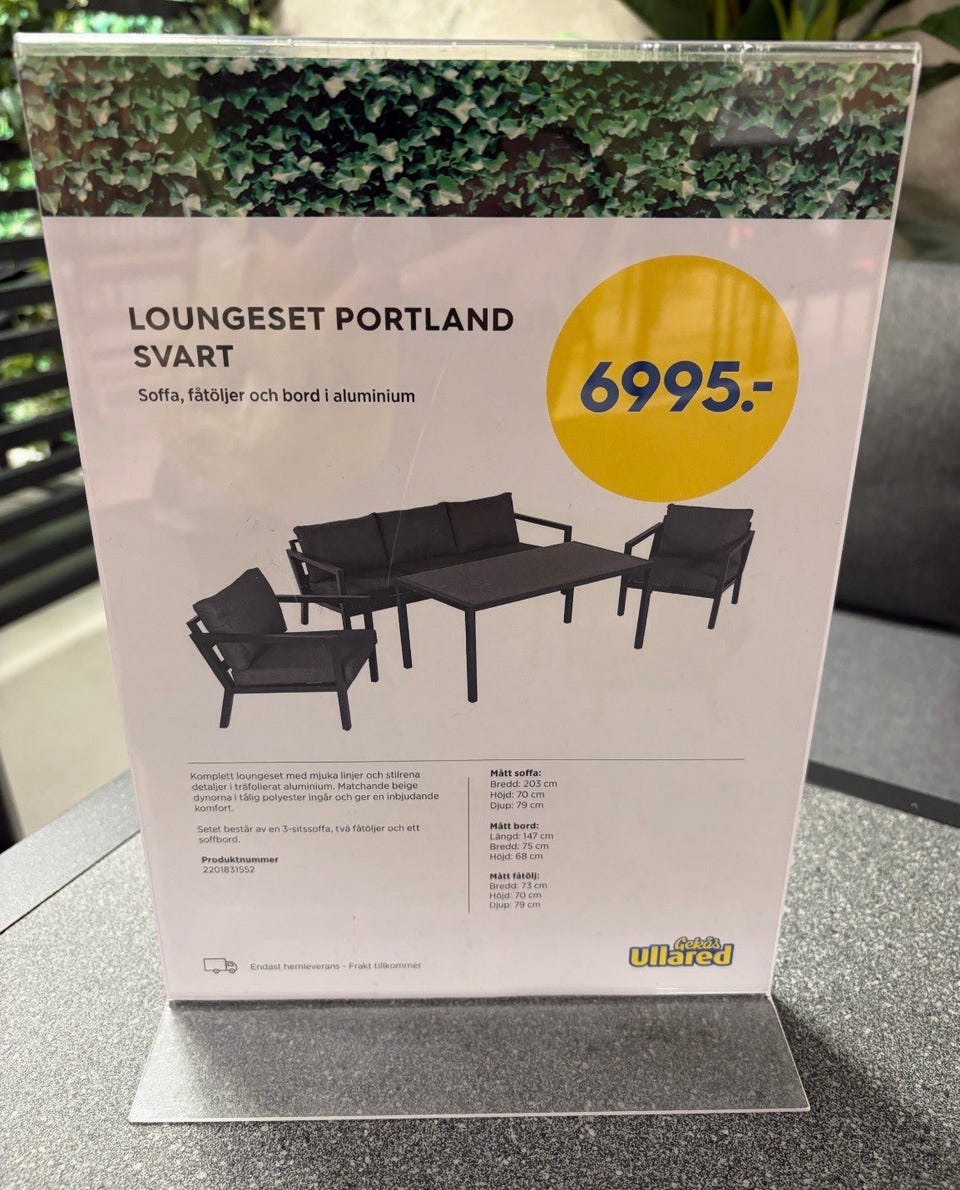 LOUNGESET PORTLAND
SVART
Soffa, fåtöljer och bord i aluminium
6995.-
Komplett loungeset med mjuka linjer och stilrena
detaljer i träfolierat aluminium. Matchande beige
dynorna i tålig polyester ingår och ger en inbjudande
komfort.
Setet består av en 3-sitssoffa, två fåtöljer och ett
soffbord.
Produktnummer
2201831552
Mått soffa:
Bredd: 203 cm
Höjd: 70 cm
Djup: 79 cm
Mått bord:
Längd: 147 cm
Bredd: 75 cm
Höjd: 68 cm
Mått fåtölj:
Bredd: 73 cm
Höjd: 70 cm
Djup: 79 cm
Endast hemleverans - Frakt tillkommer
Gekås
Ullared